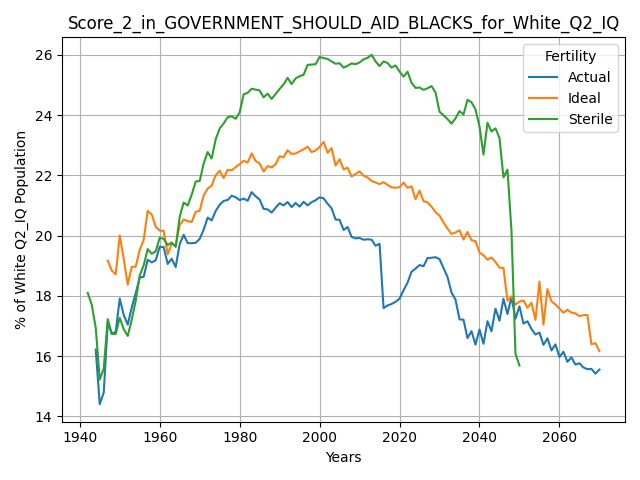 Score_2_in_GOVERNMENT_SHOULD_AID_BLACKS_for_White_Q2_IQ
% of White Q2_IQ Population
26
24
22
20
18
16
14
Fertility
Actual
Ideal
Sterile
1940 1960 1980 2000 2020 2040 2060
Years